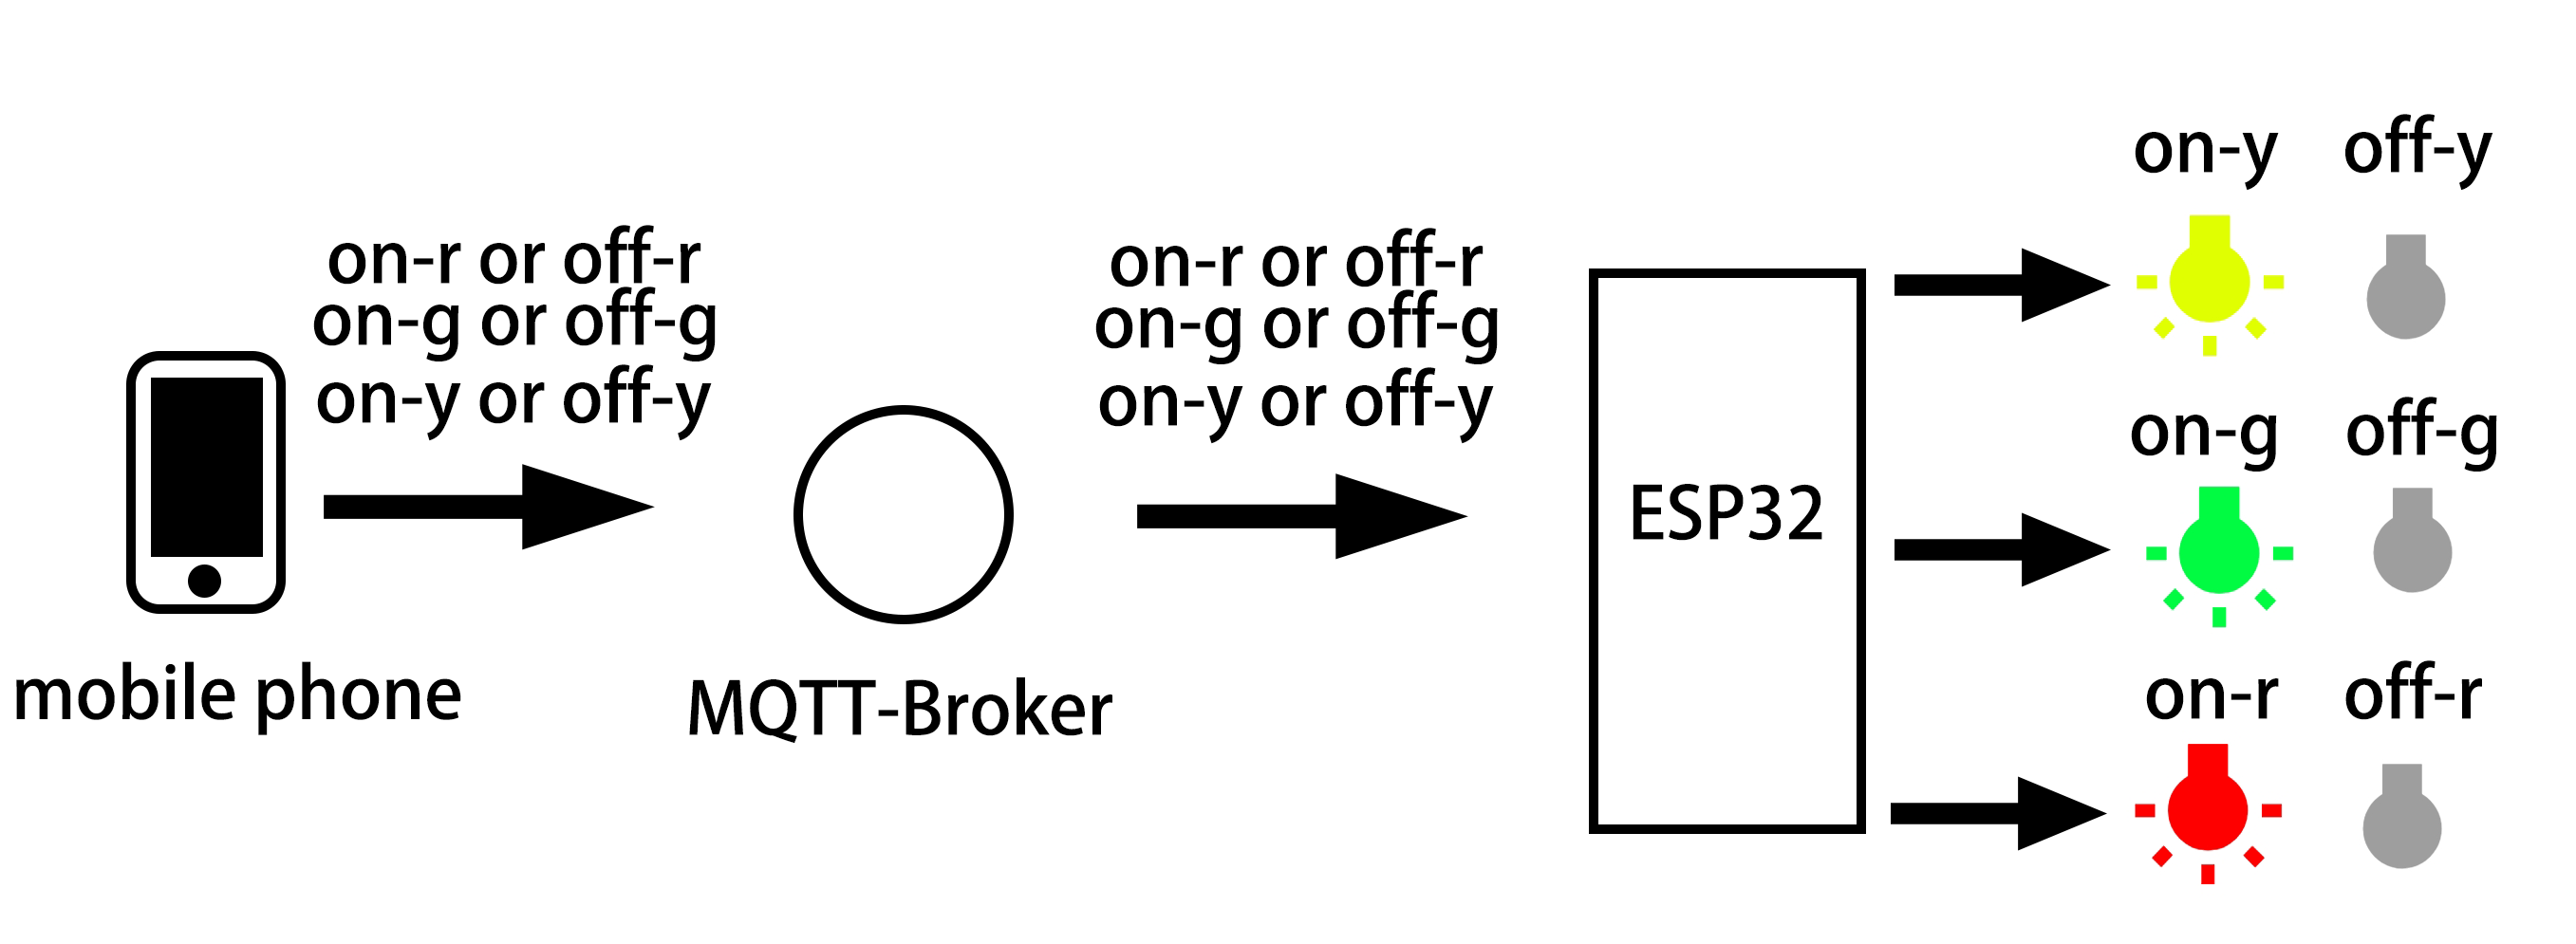 on-r or off-r
on-g or off-g
on-y or off-y
mobile phone
MQTT-Broker
on-r or off-r
on-g or off-g
on-y or off-y
ESP32
on-y off-y
on-g off-g
on-r off-r